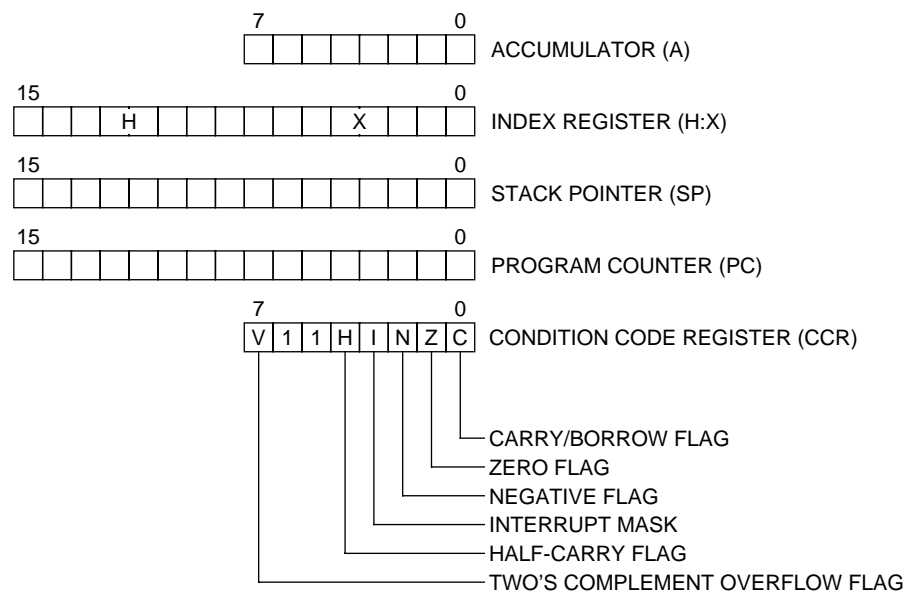 7 0
ACCUMULATOR (A)
15 0
H X INDEX REGISTER (H:X)
15 0
STACK POINTER (SP)
15 0
PROGRAM COUNTER (PC)
7 0
V 1 1 H I N Z C CONDITION CODE REGISTER (CCR)
CARRY/BORROW FLAG
ZERO FLAG
NEGATIVE FLAG
INTERRUPT MASK
HALF-CARRY FLAG
TWO'S COMPLEMENT OVERFLOW FLAG